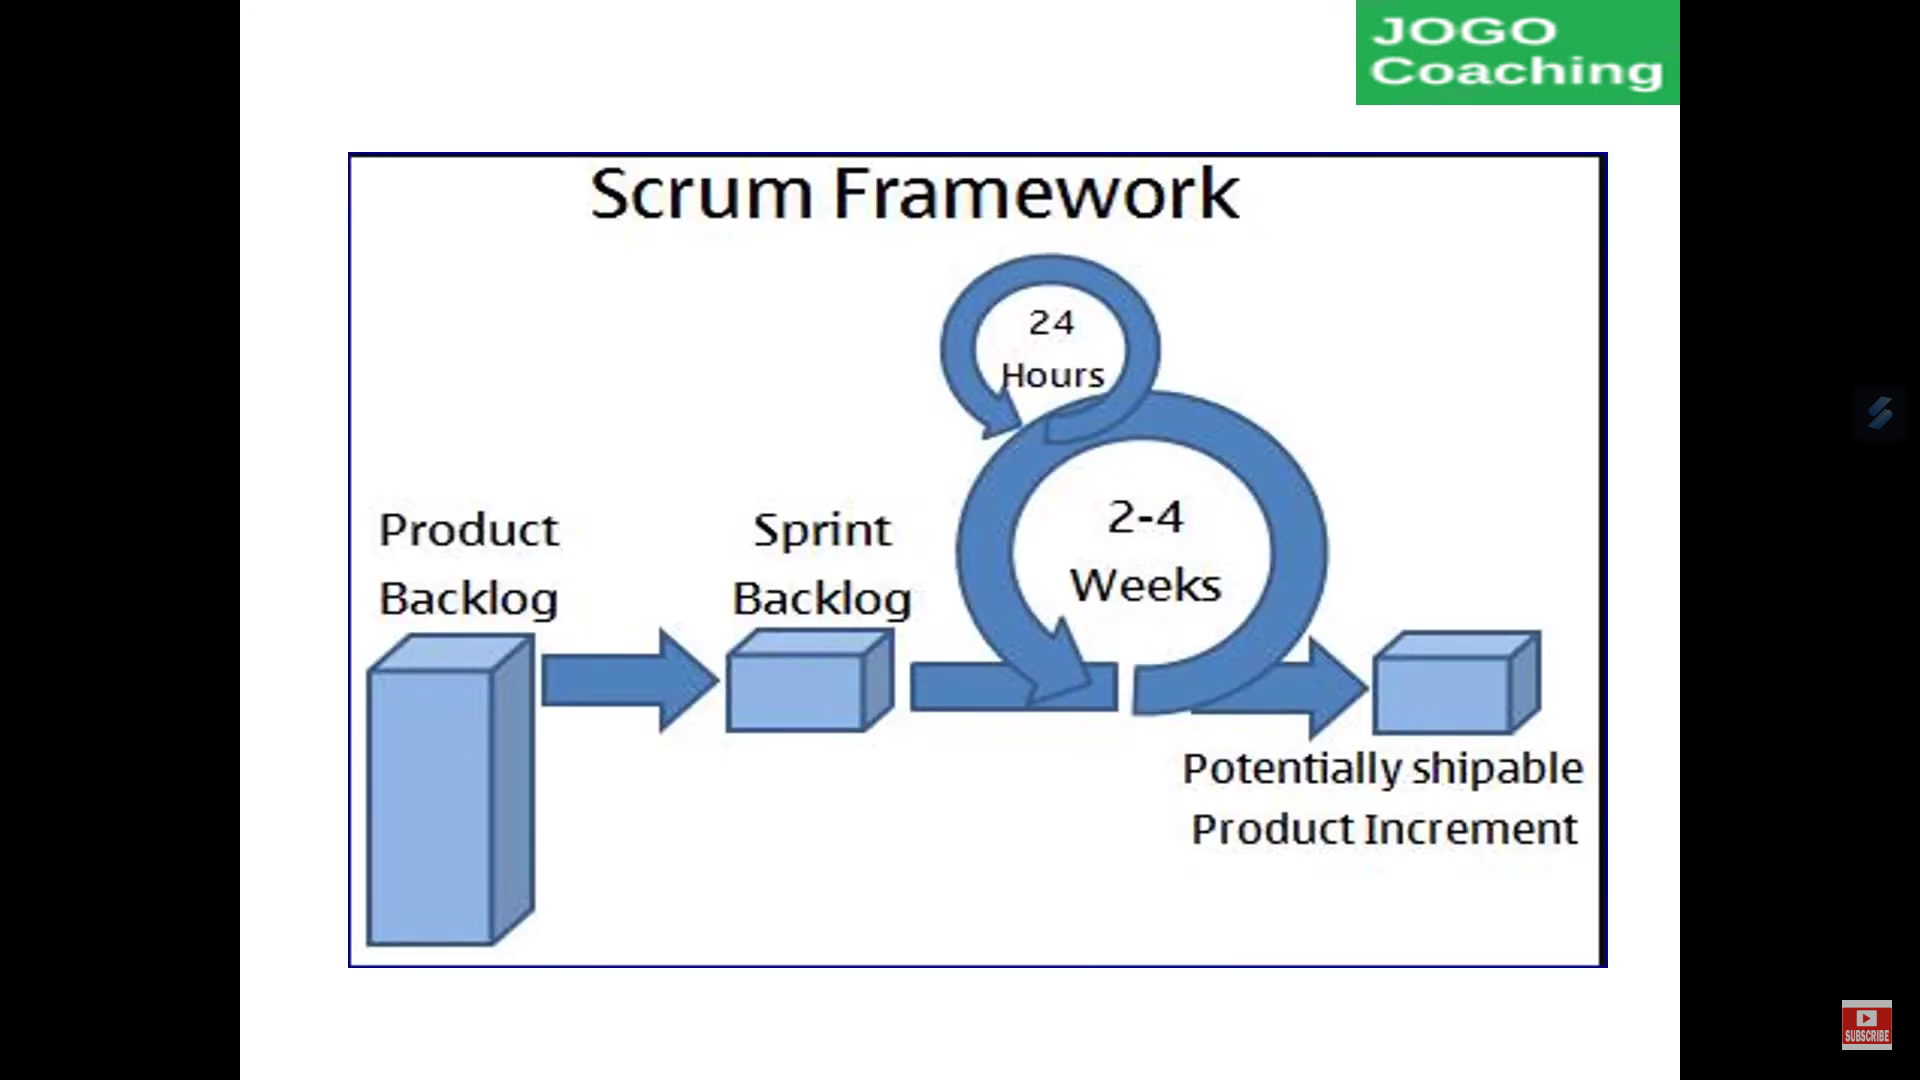 JOGO
Coaching
Scrum Framework
24
Hours
2-4
Weeks
Product
Backlog
Sprint
Backlog
Potentially shipable
Product Increment
SUBSCRIBE